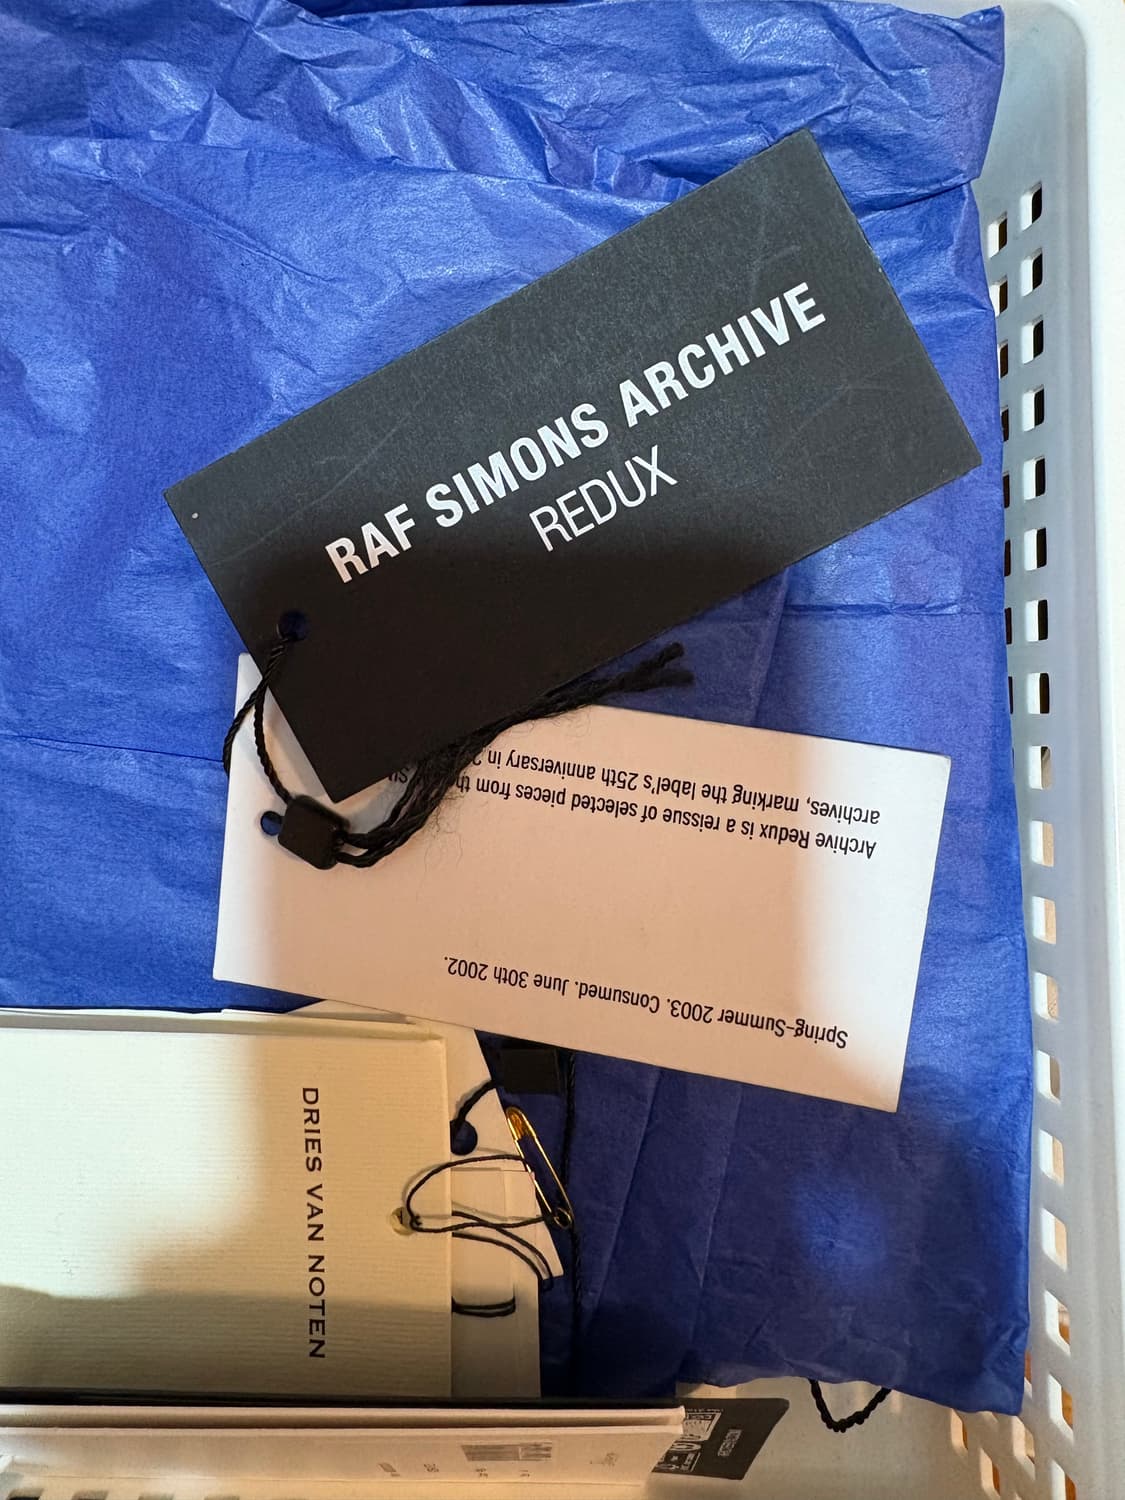 RAF SIMONS ARCHIVE
REDUX
Archive Redux is a reissue of selected pieces from
archives, marking the label's 25th anniversary in
Spring–Summer 2003. Consumed. June 30th 2002.
DRIES VAN NOTEN